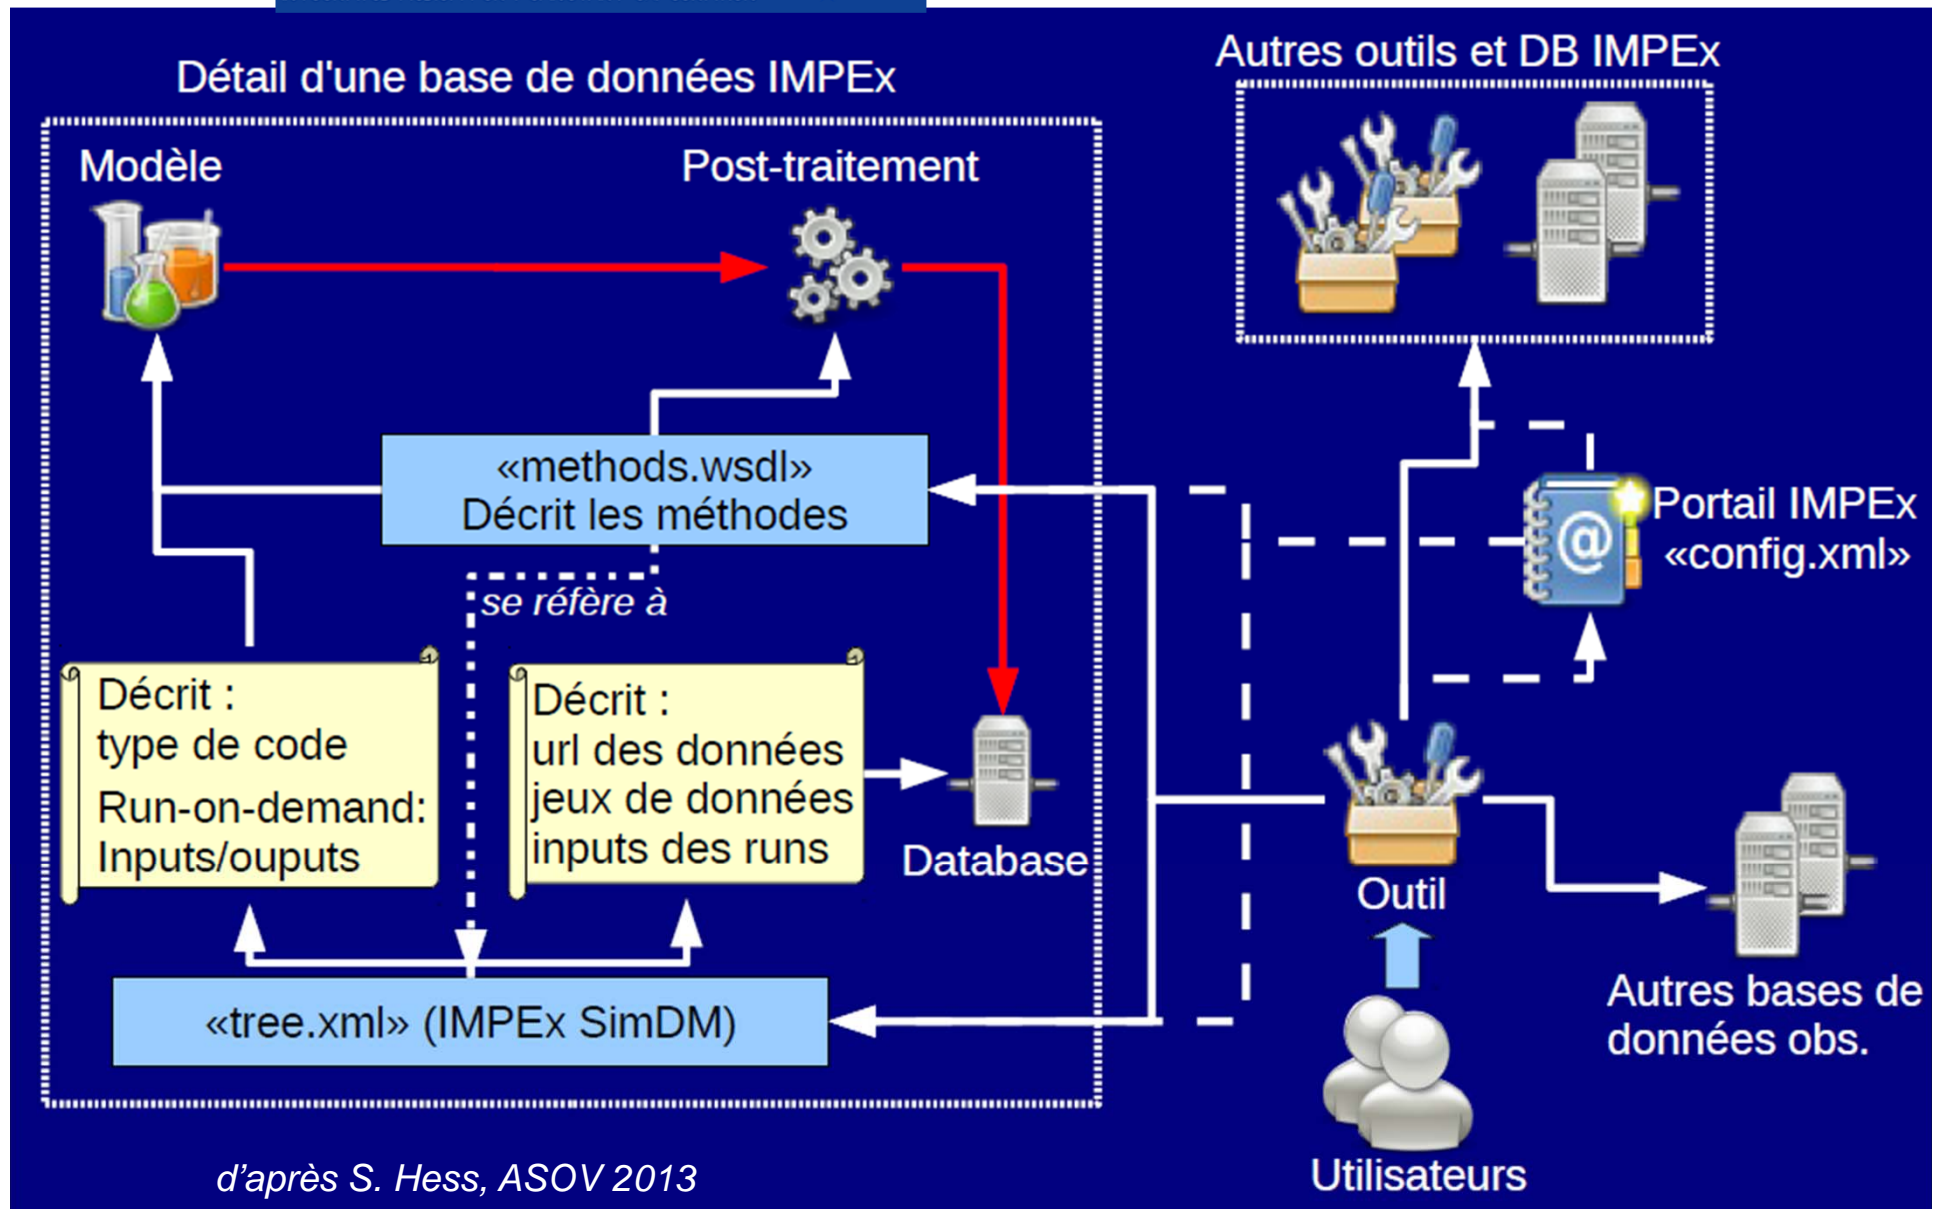 Détail d'une base de données IMPEx
Autres outils et DB IMPEx
Modèle
Post-traitement
«methods.wsdl»
Décrit les méthodes
se réfère à
Portail IMPEx
«config.xml»
Décrit :
type de code
Run-on-demand:
Inputs/ouputs
Décrit :
url des données
jeux de données
inputs des runs
Database
Outil
«tree.xml» (IMPEx SimDM)
Autres bases de
données obs.
Utilisateurs
d'après S. Hess, ASOV 2013